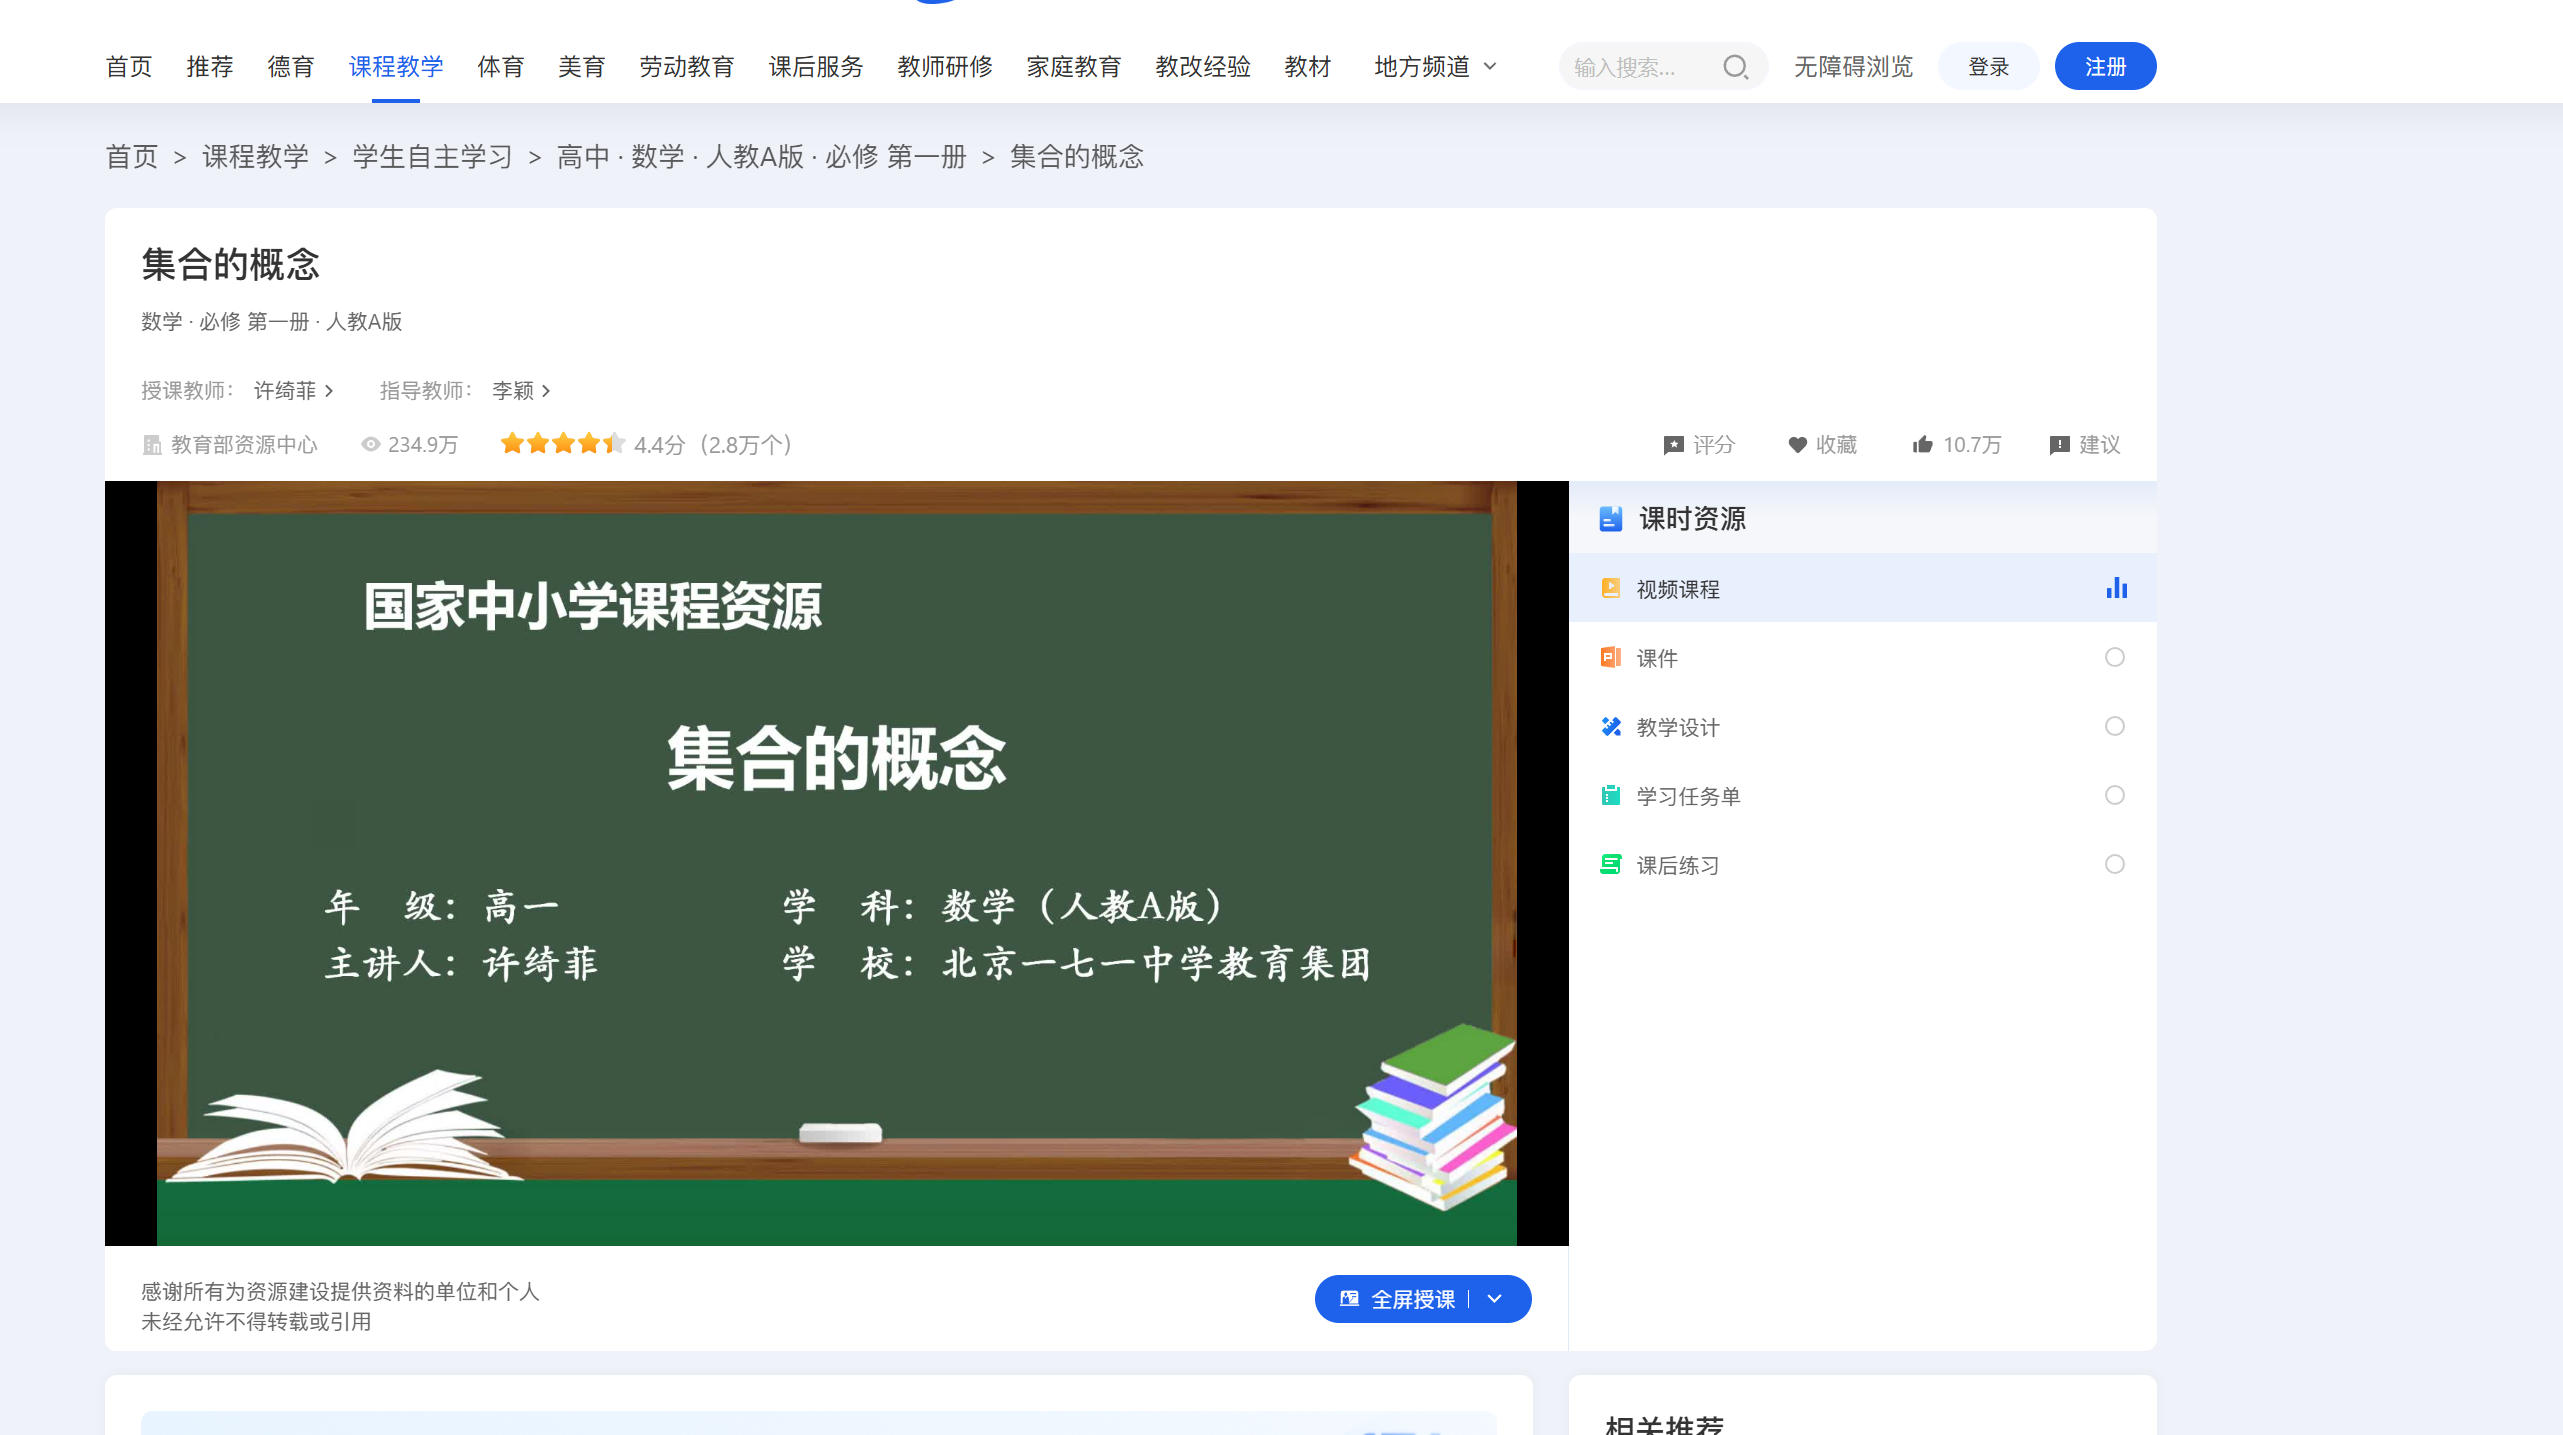 首页 推荐 德育 课程教学 体育 美育 劳动教育 课后服务 教师研修 家庭教育 教改经验 教材 地方频道 输入搜索... 无障碍浏览 登录 注册
首页 > 课程教学 > 学生自主学习 > 高中 · 数学 · 人教A版 · 必修 第一册 > 集合的概念
集合的概念
数学 · 必修 第一册 · 人教A版
授课教师： 许绮菲 指导教师： 李颖
教育部资源中心 234.9万 4.4分（2.8万个） 评分 收藏 10.7万 建议
国家中小学课程资源
集合的概念
年 级：高一 学 科：数学（人教A版）
主讲人：许绮菲 学 校：北京一七一中学教育集团
课时资源
视频课程
课件
教学设计
学习任务单
课后练习
感谢所有为资源建设提供资料的单位和个人
未经允许不得转载或引用
全屏授课
相关推荐